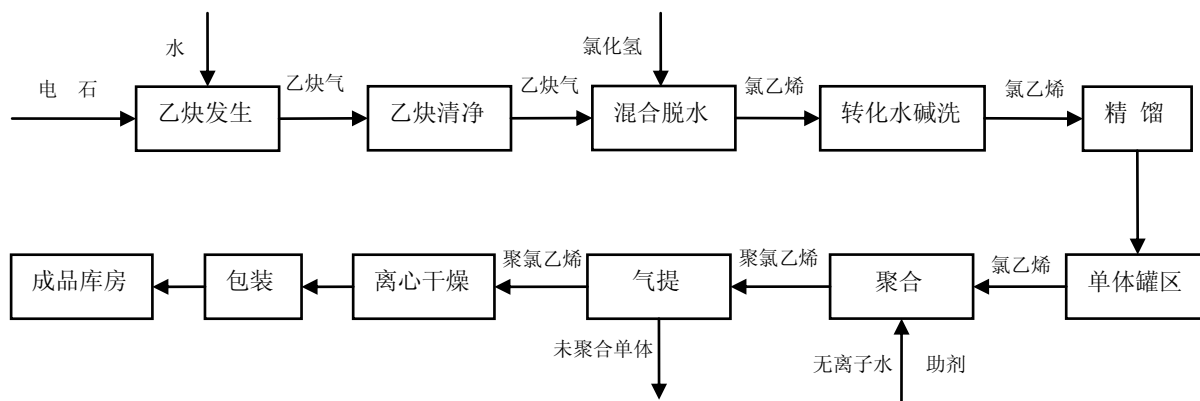 水
氯化氢
电 石
乙炔气
乙炔气
氯乙烯
氯乙烯
乙炔发生
乙炔清净
混合脱水
转化水碱洗
精 馏
聚氯乙烯
聚氯乙烯
氯乙烯
成品库房
包装
离心干燥
气提
聚合
单体罐区
未聚合单体
无离子水
助剂